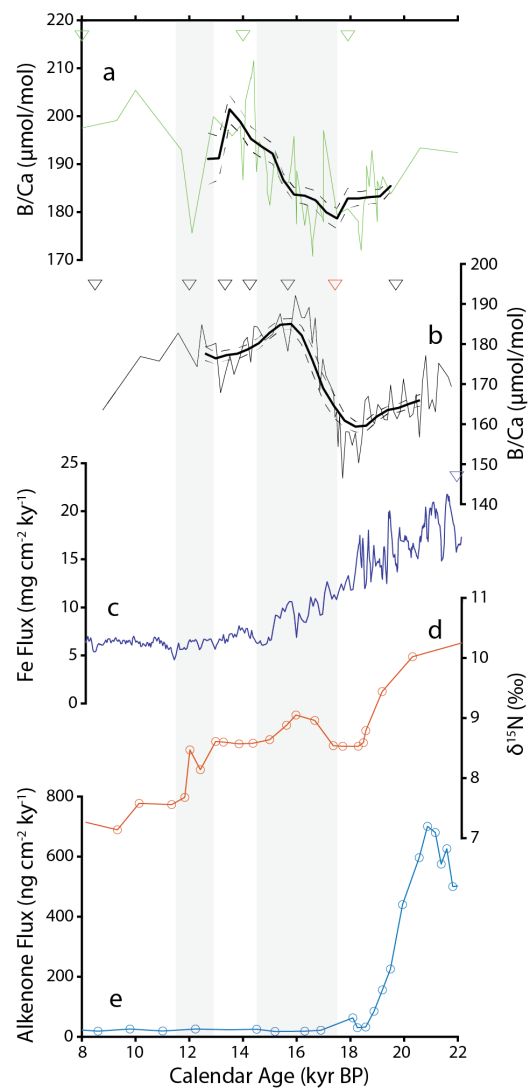 220
210
200
190
180
170
B/Ca (μmol/mol)
a
200
190
180
170
160
150
140
B/Ca (μmol/mol)
b
25
20
15
10
5
0
Fe Flux (mg cm⁻² ky⁻¹)
c
11
10
9
8
7
δ¹⁵N (‰)
d
800
600
400
200
0
Alkenone Flux (ng cm⁻² ky⁻¹)
e
8 10 12 14 16 18 20 22
Calendar Age (kyr BP)